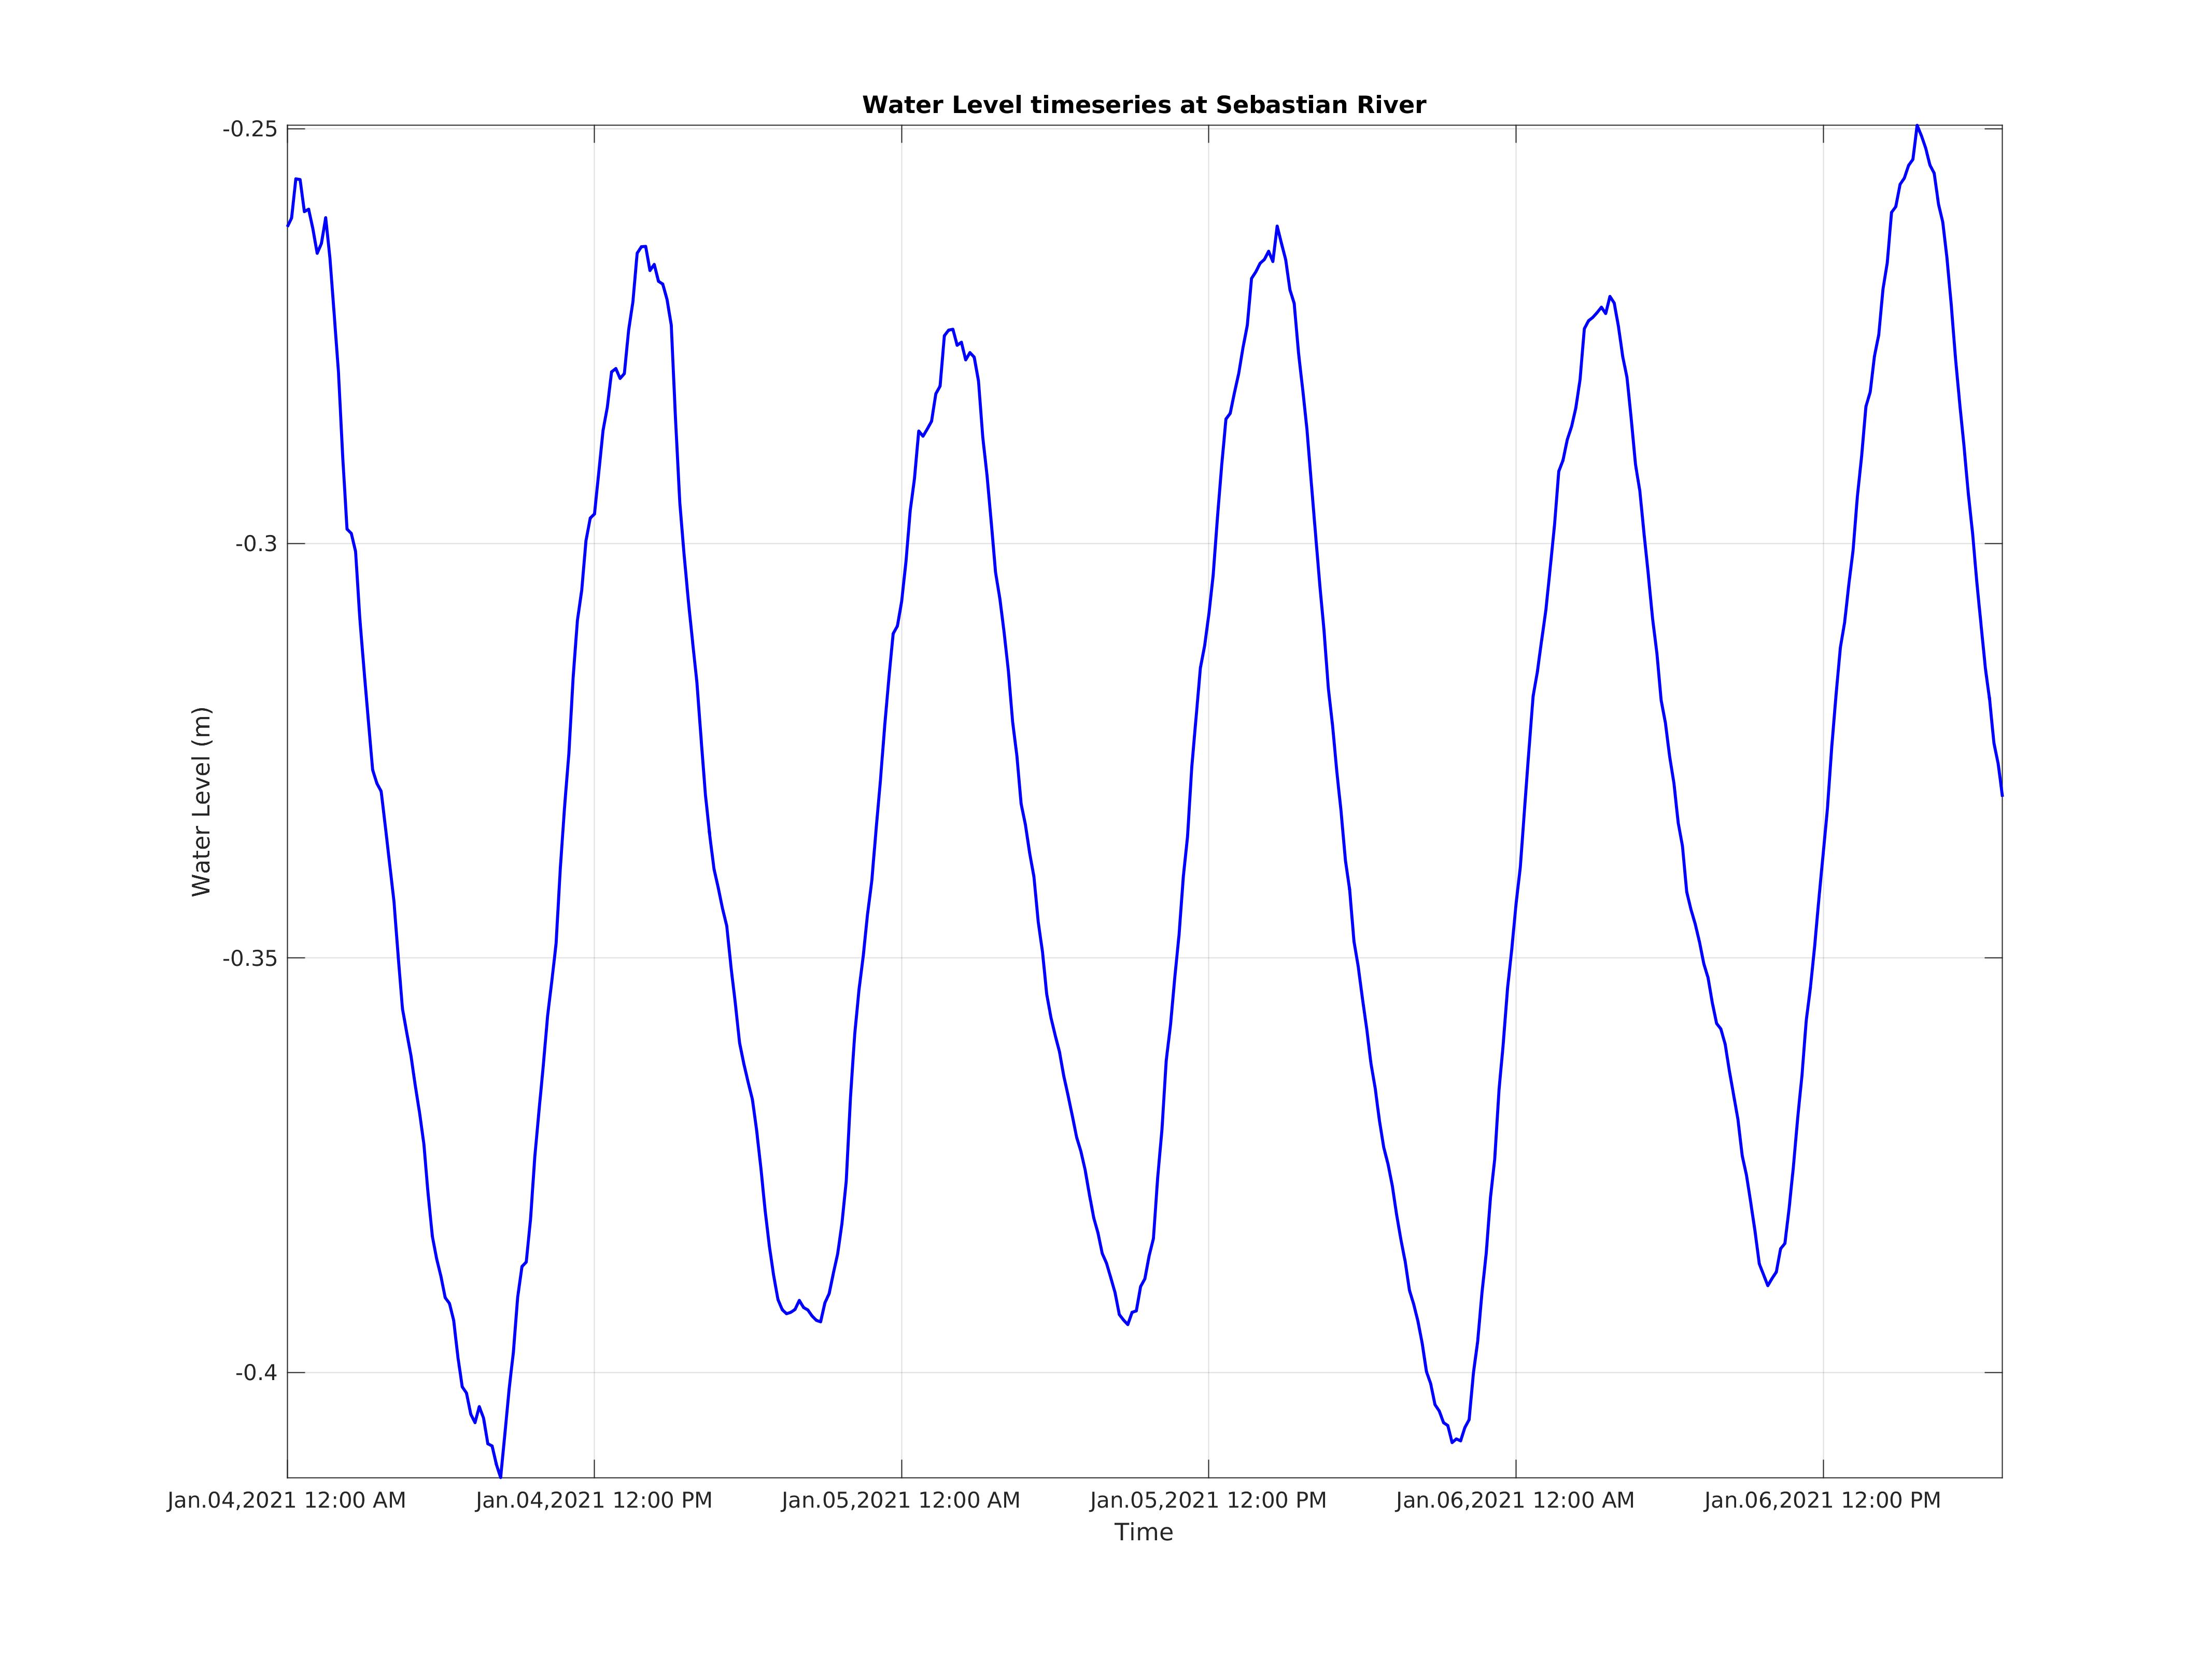 Water Level timeseries at Sebastian River
-0.25
-0.3
-0.35
-0.4
Water Level (m)
Jan.04,2021 12:00 AM
Jan.04,2021 12:00 PM
Jan.05,2021 12:00 AM
Jan.05,2021 12:00 PM
Jan.06,2021 12:00 AM
Jan.06,2021 12:00 PM
Time